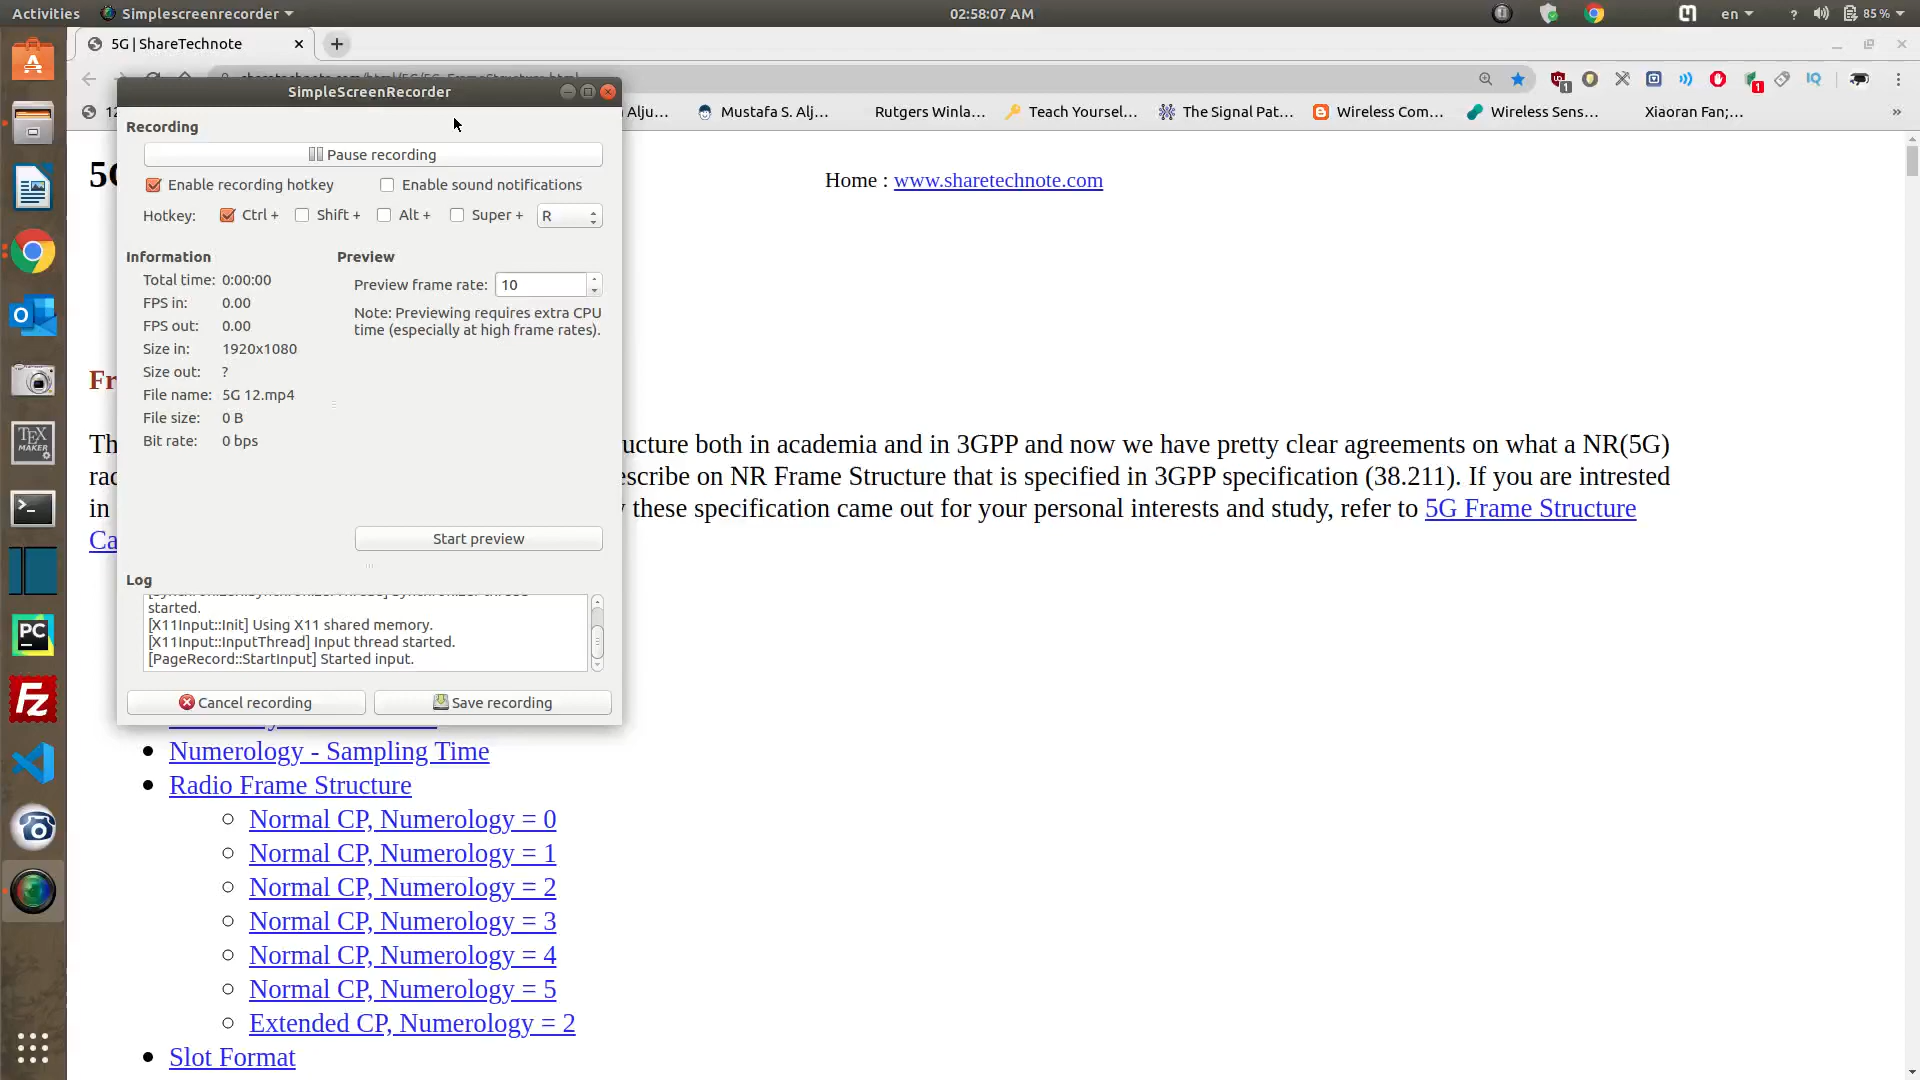 Activities Simplescreenrecorder 02:58:07 AM en ? 85 %
5G | ShareTechnote
SimpleScreenRecorder
Alju... Mustafa S. Alj... Rutgers Winla... Teach Yoursel... The Signal Pat... Wireless Com... Wireless Sens... Xiaoran Fan;... »
Recording
Pause recording
Enable recording hotkey Enable sound notifications
Hotkey: Ctrl + Shift + Alt + Super + R
Information
Total time: 0:00:00
FPS in: 0.00
FPS out: 0.00
Size in: 1920x1080
Size out: ?
File name: 5G 12.mp4
File size: 0 B
Bit rate: 0 bps
Preview
Preview frame rate: 10
Note: Previewing requires extra CPU
time (especially at high frame rates).
Start preview
Log
started.
[X11Input::Init] Using X11 shared memory.
[X11Input::InputThread] Input thread started.
[PageRecord::StartInput] Started input.
Cancel recording Save recording
Home : www.sharetechnote.com
Fr
Th ucture both in academia and in 3GPP and now we have pretty clear agreements on what a NR(5G)
escribe on NR Frame Structure that is specified in 3GPP specification (38.211). If you are intrested
in these specification came out for your personal interests and study, refer to 5G Frame Structure
Ca
Numerology - Sampling Time
Radio Frame Structure
Normal CP, Numerology = 0
Normal CP, Numerology = 1
Normal CP, Numerology = 2
Normal CP, Numerology = 3
Normal CP, Numerology = 4
Normal CP, Numerology = 5
Extended CP, Numerology = 2
Slot Format
TEX
MAKER
PC
Fz